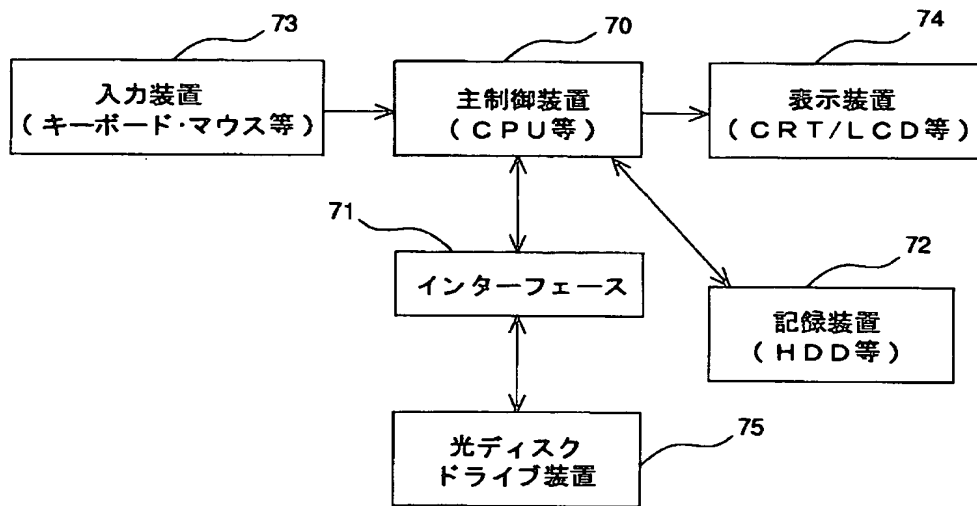 73
70
74
入力装置
(キーボード・マウス等)
主制御装置
(CPU等)
表示装置
(CRT/LCD等)
71
インターフェース
72
記録装置
(HDD等)
75
光ディスク
ドライブ装置